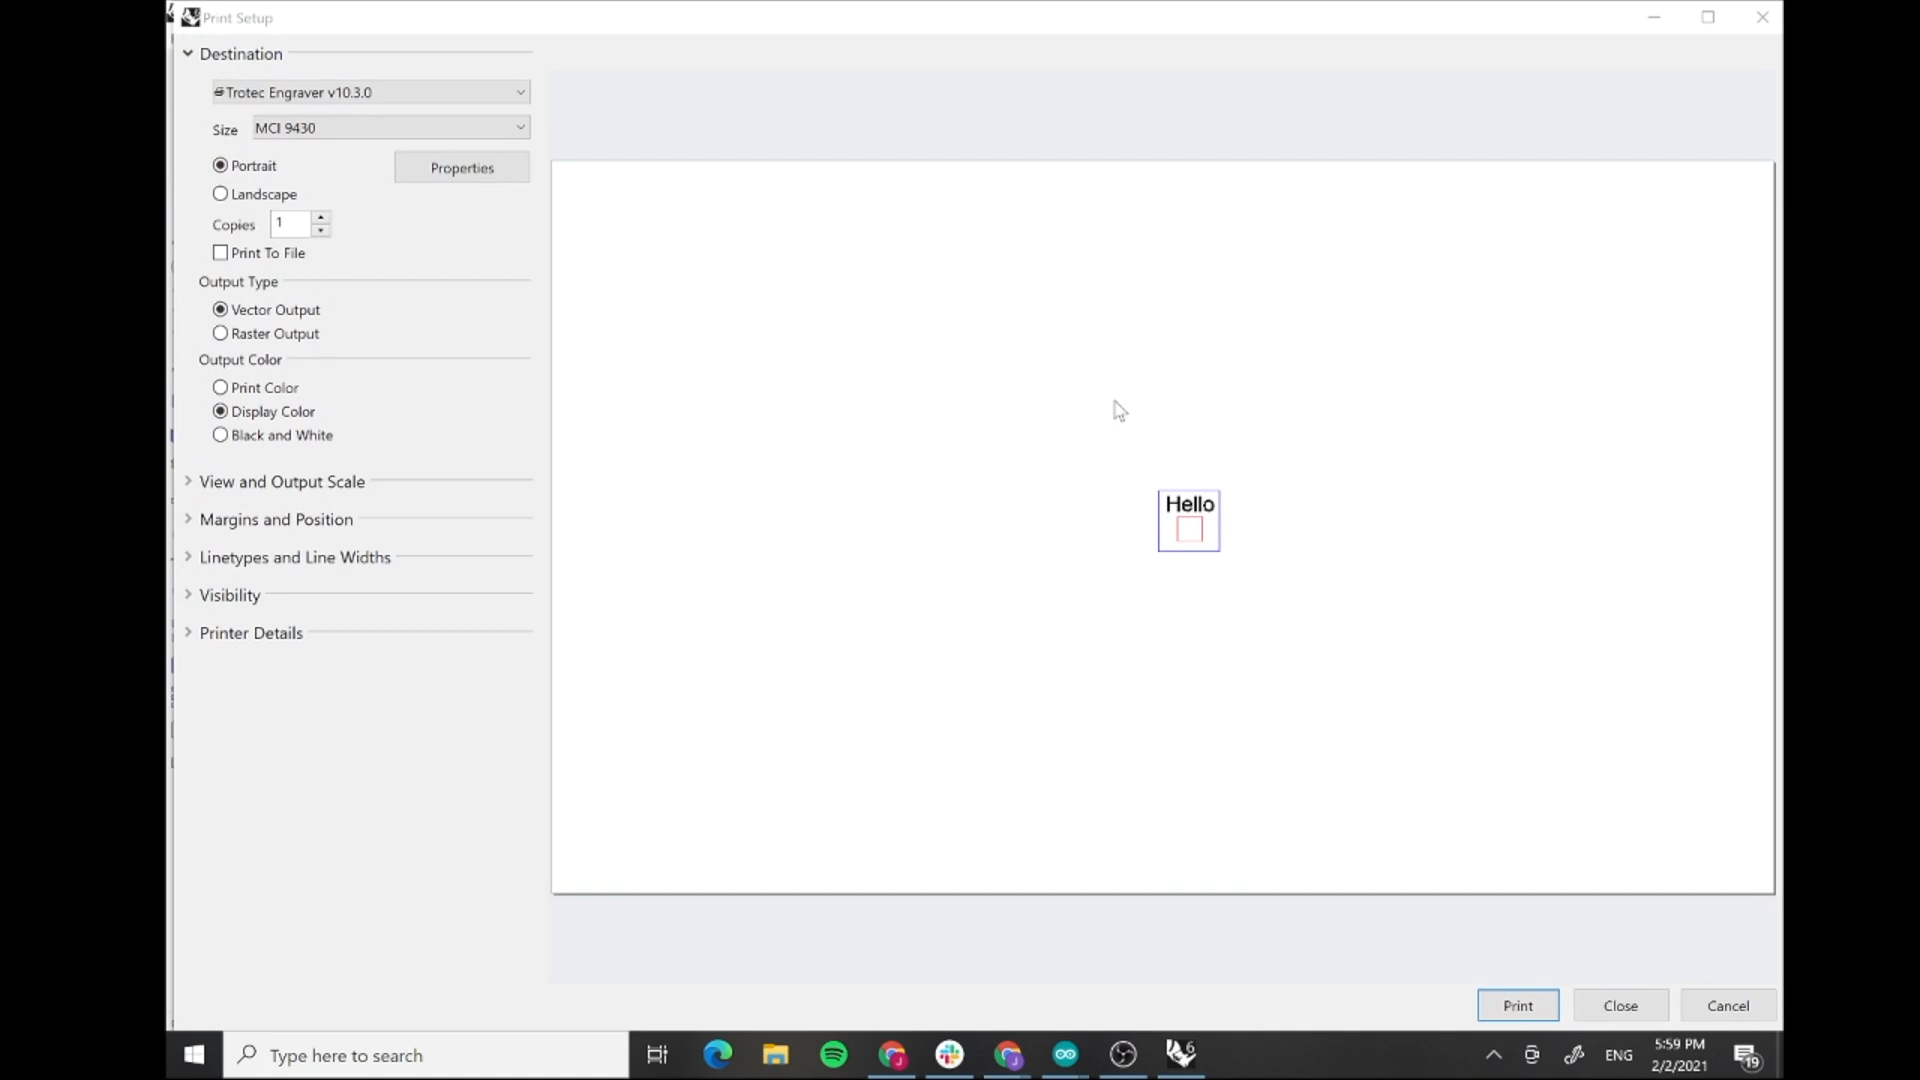 Print Setup
Destination
Trotec Engraver v10.3.0
Size MCI 9430
Portrait
Properties
Landscape
Copies 1
Print To File
Output Type
Vector Output
Raster Output
Output Color
Print Color
Display Color
Black and White
View and Output Scale
Margins and Position
Linetypes and Line Widths
Visibility
Printer Details
Hello
Print Close Cancel
Type here to search
6
ENG
5:59 PM
2/2/2021
19